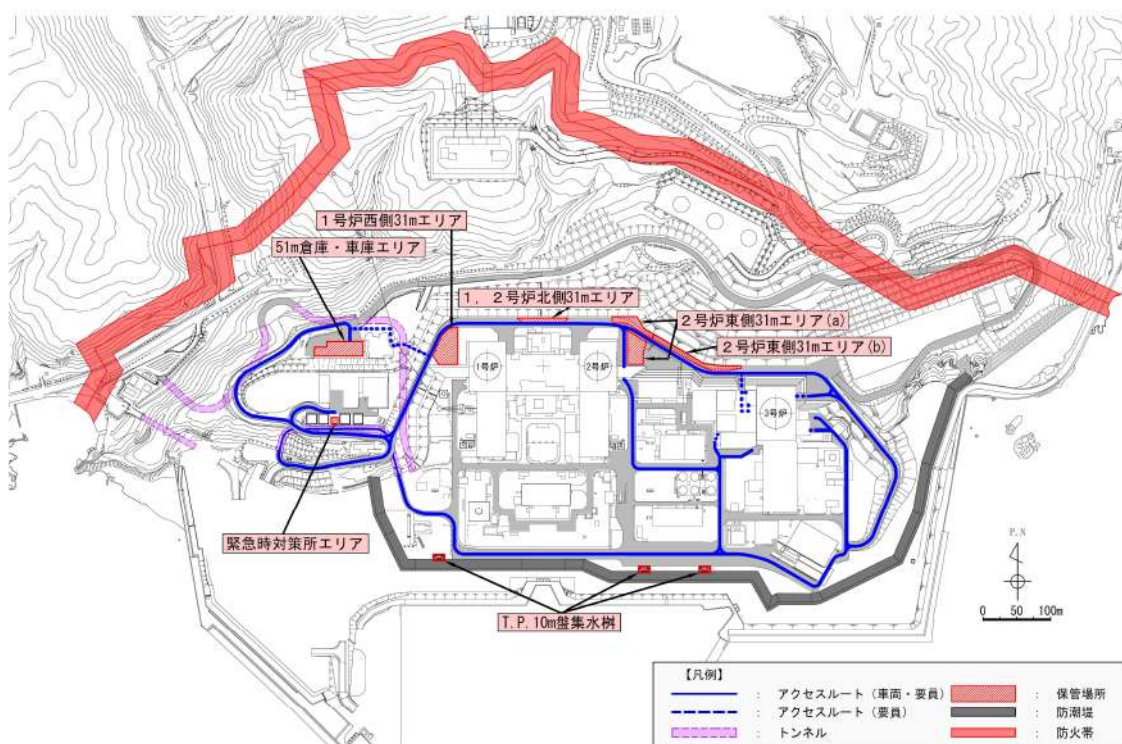 1号炉西側31mエリア
51m倉庫・車庫エリア
1，2号炉北側31mエリア
2号炉東側31mエリア(a)
2号炉東側31mエリア(b)
1号炉
2号炉
3号炉
緊急時対策所エリア
T.P.10m盤集水桝
P.N
0 50 100m
【凡例】
: アクセスルート（車両・要員）
: アクセスルート（要員）
: トンネル
: 保管場所
: 防潮堤
: 防火帯